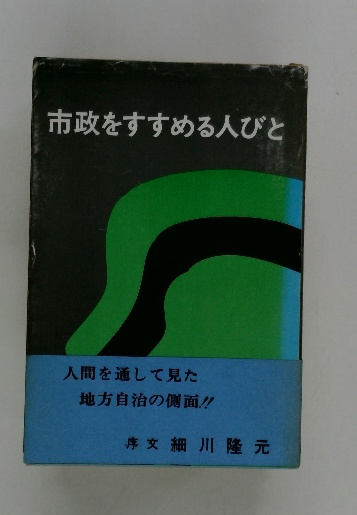 市政をすすめる人びと
人間を通して見た
地方自治の側面!!
序文 細川隆元